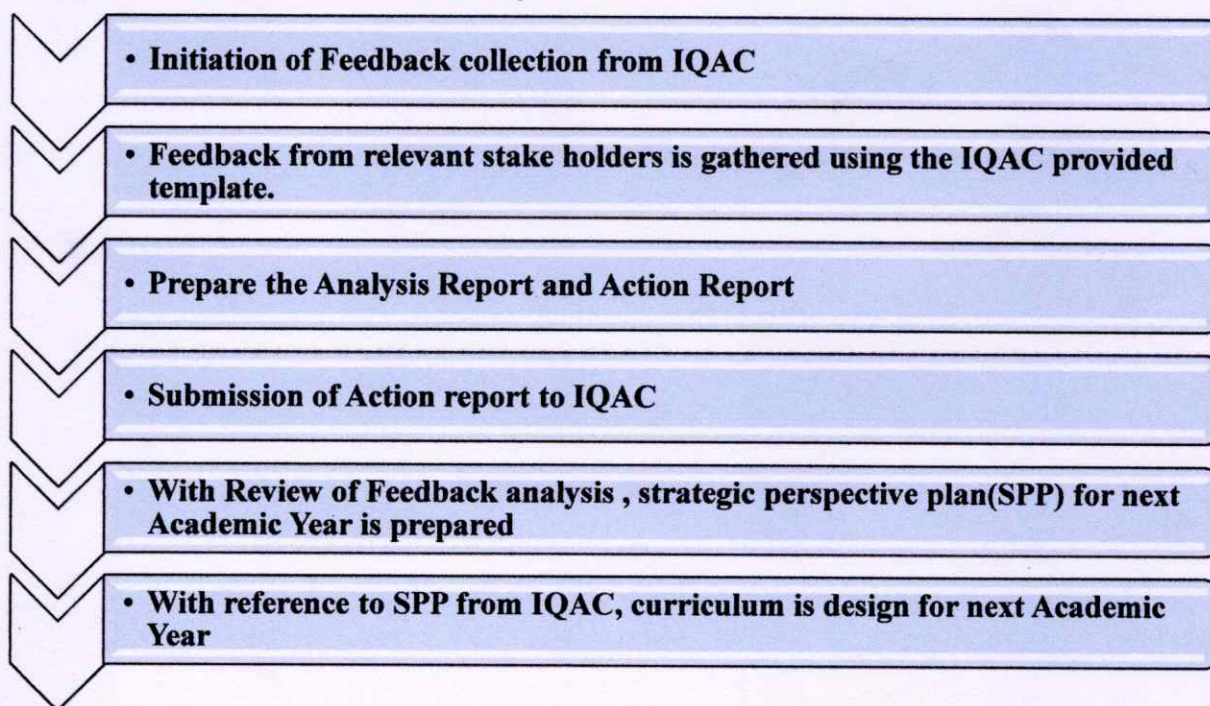 • Initiation of Feedback collection from IQAC
• Feedback from relevant stake holders is gathered using the IQAC provided
template.
• Prepare the Analysis Report and Action Report
• Submission of Action report to IQAC
• With Review of Feedback analysis , strategic perspective plan(SPP) for next
Academic Year is prepared
• With reference to SPP from IQAC, curriculum is design for next Academic
Year